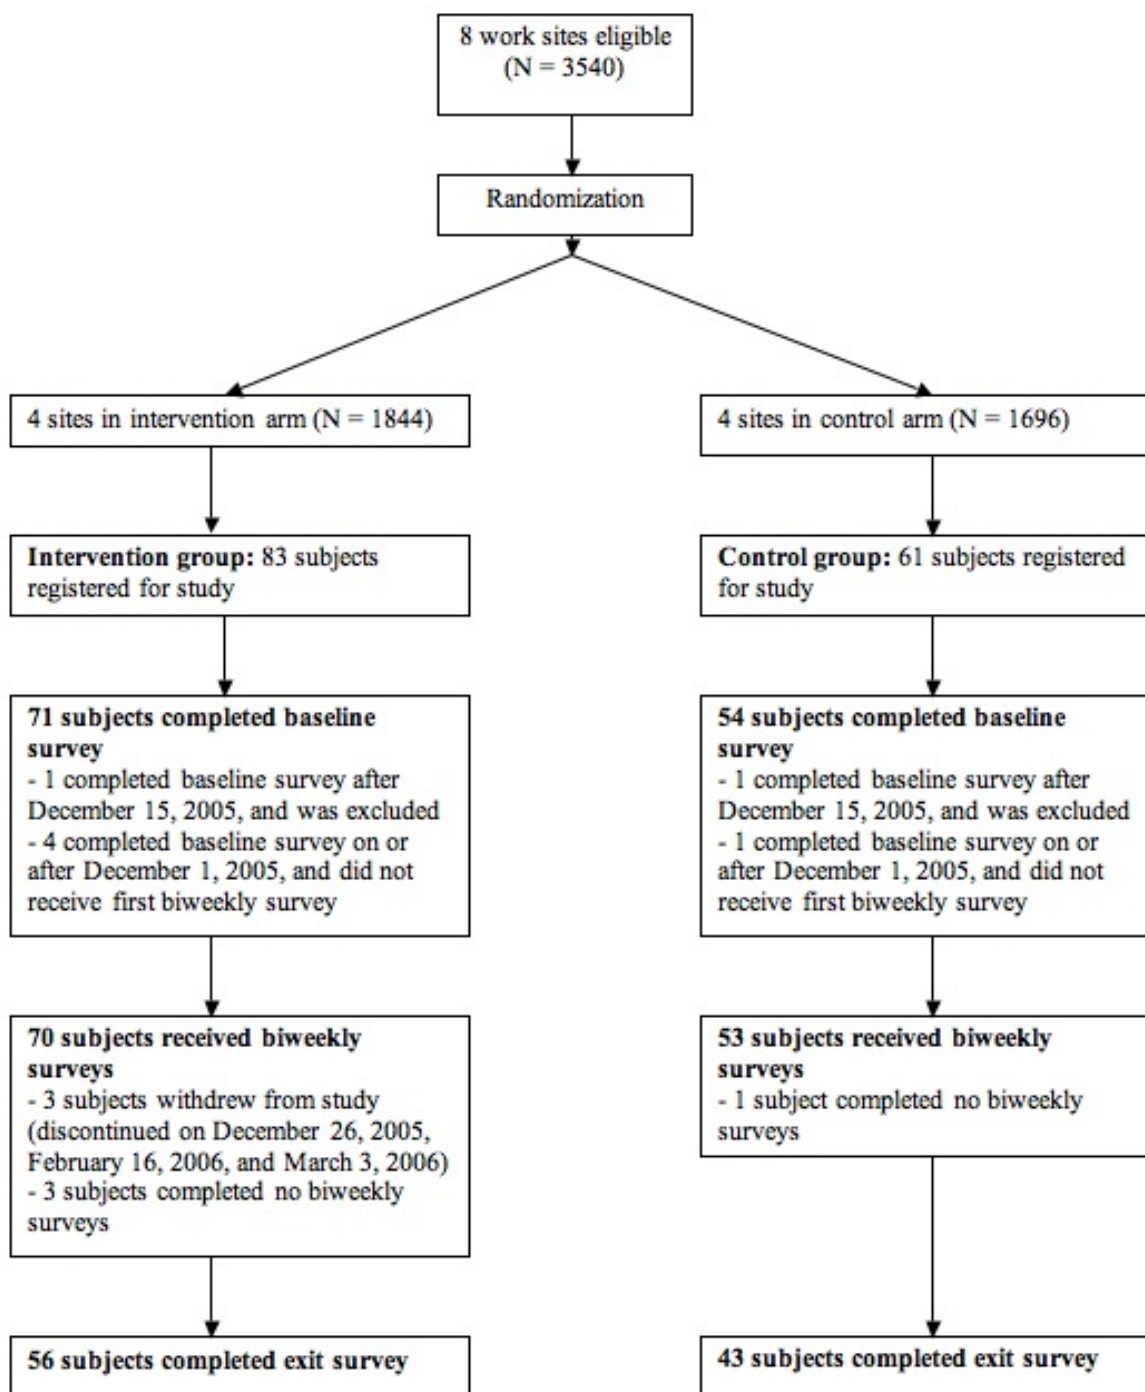 8 work sites eligible
(N = 3540)
Randomization
4 sites in intervention arm (N = 1844)
4 sites in control arm (N = 1696)
Intervention group: 83 subjects
registered for study
Control group: 61 subjects registered
for study
71 subjects completed baseline
survey
- 1 completed baseline survey after
December 15, 2005, and was excluded
- 4 completed baseline survey on or
after December 1, 2005, and did not
receive first biweekly survey
54 subjects completed baseline
survey
- 1 completed baseline survey after
December 15, 2005, and was excluded
- 1 completed baseline survey on or
after December 1, 2005, and did not
receive first biweekly survey
70 subjects received biweekly
surveys
- 3 subjects withdrew from study
(discontinued on December 26, 2005,
February 16, 2006, and March 3, 2006)
- 3 subjects completed no biweekly
surveys
53 subjects received biweekly
surveys
- 1 subject completed no biweekly
surveys
56 subjects completed exit survey
43 subjects completed exit survey